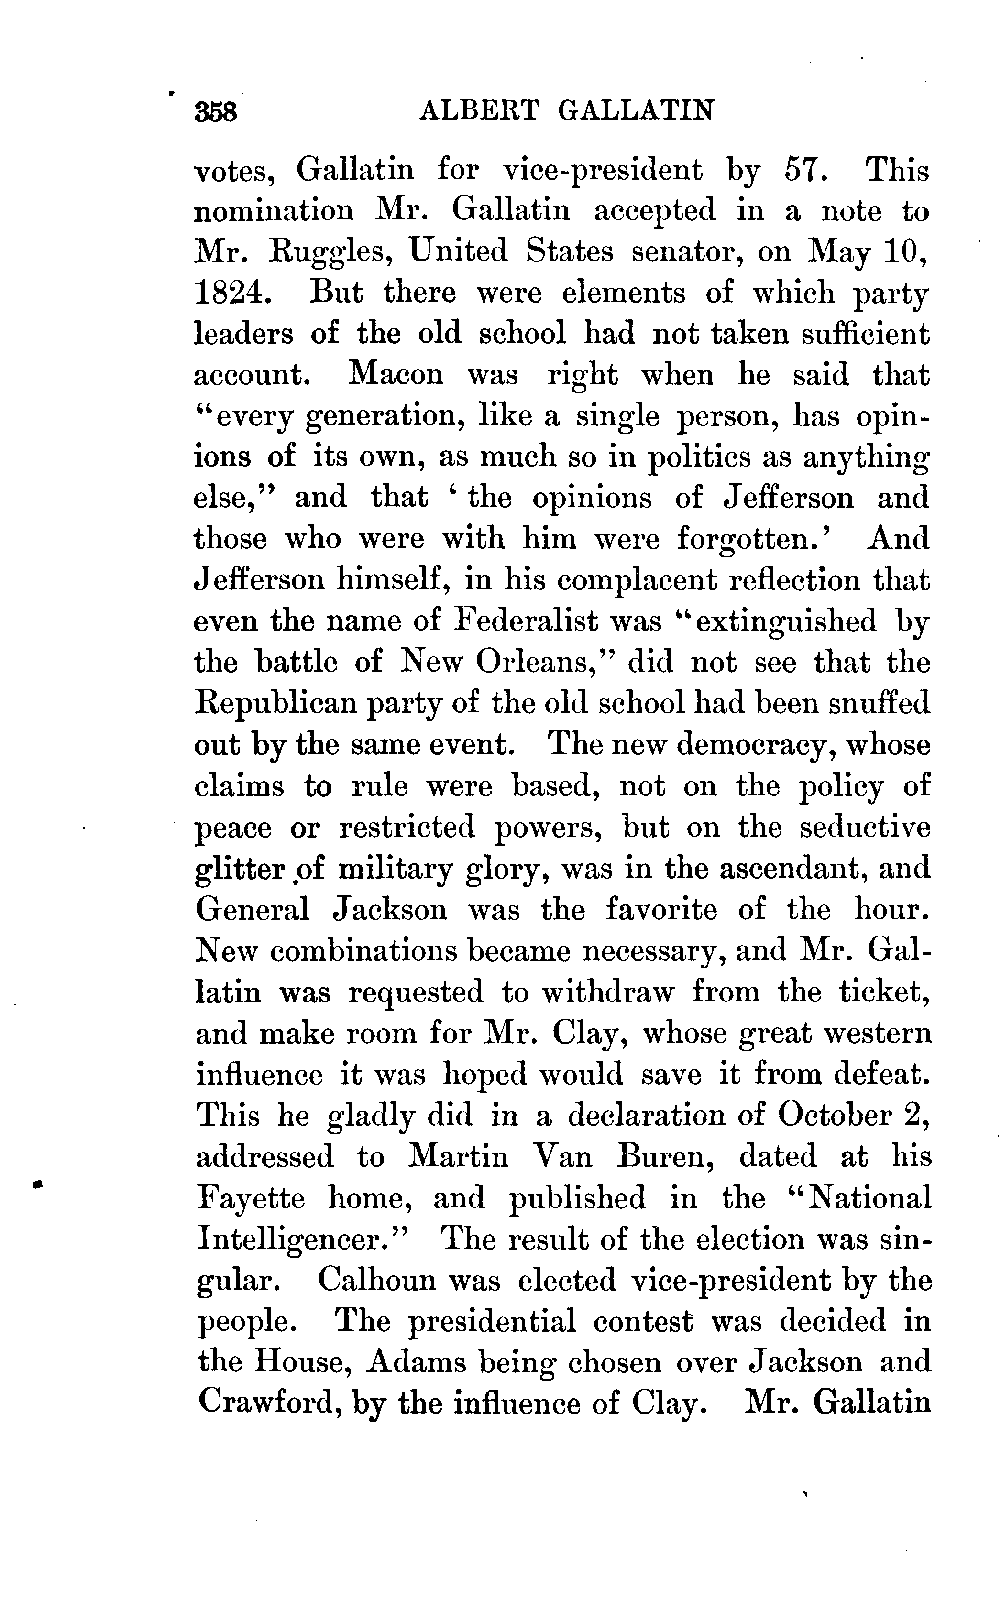 358 ALBERT GALLATIN
votes, Gallatin for vice-president by 57. This
nomination Mr. Gallatin accepted in a note to
Mr. Ruggles, United States senator, on May 10,
1824. But there were elements of which party
leaders of the old school had not taken sufficient
account. Macon was right when he said that
"every generation, like a single person, has opin-
ions of its own, as much so in politics as anything
else," and that ' the opinions of Jefferson and
those who were with him were forgotten.' And
Jefferson himself, in his complacent reflection that
even the name of Federalist was "extinguished by
the battle of New Orleans," did not see that the
Republican party of the old school had been snuffed
out by the same event. The new democracy, whose
claims to rule were based, not on the policy of
peace or restricted powers, but on the seductive
glitter of military glory, was in the ascendant, and
General Jackson was the favorite of the hour.
New combinations became necessary, and Mr. Gal-
latin was requested to withdraw from the ticket,
and make room for Mr. Clay, whose great western
influence it was hoped would save it from defeat.
This he gladly did in a declaration of October 2,
addressed to Martin Van Buren, dated at his
Fayette home, and published in the "National
Intelligencer." The result of the election was sin-
gular. Calhoun was elected vice-president by the
people. The presidential contest was decided in
the House, Adams being chosen over Jackson and
Crawford, by the influence of Clay. Mr. Gallatin